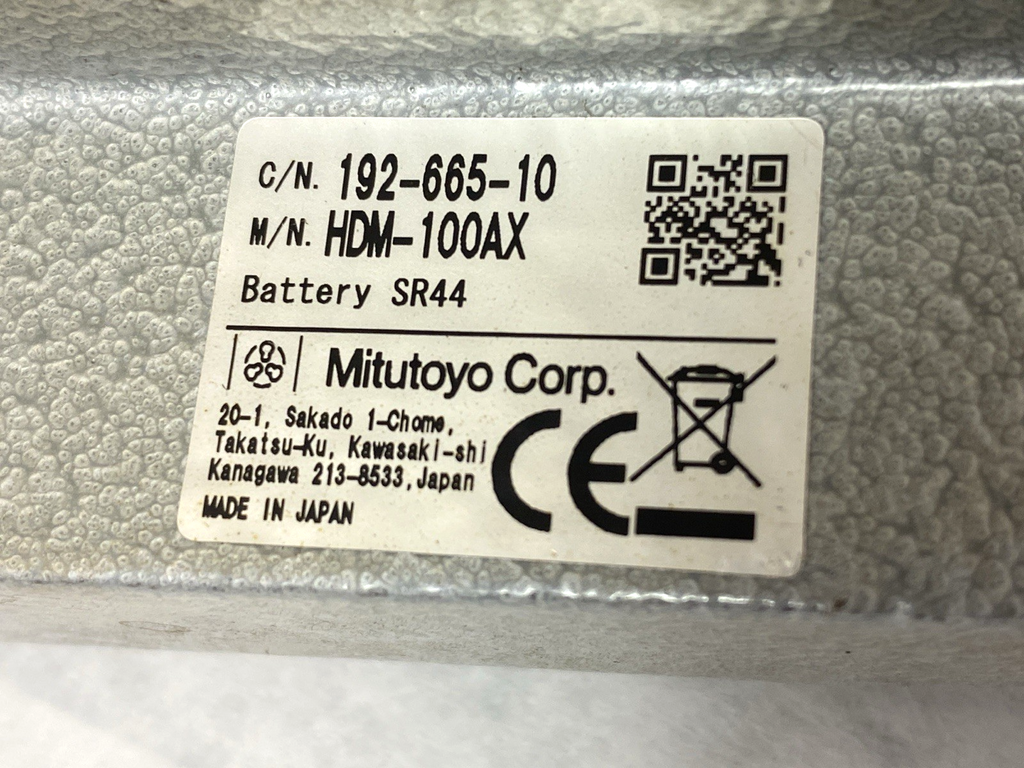 C/N. 192-665-10
M/N. HDM-100AX
Battery SR44
Mitutoyo Corp.
20-1, Sakado 1-Chome,
Takatsu-Ku, Kawasaki-shi
Kanagawa 213-8533, Japan
MADE IN JAPAN
CE